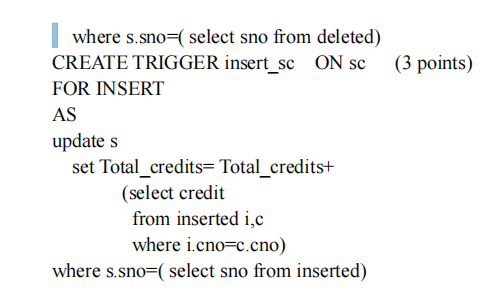 where s.sno=( select sno from deleted)
CREATE TRIGGER insert_sc ON sc (3 points)
FOR INSERT
AS
update s
set Total_credits= Total_credits+
(select credit
from inserted i,c
where i.cno=c.cno)
where s.sno=( select sno from inserted)